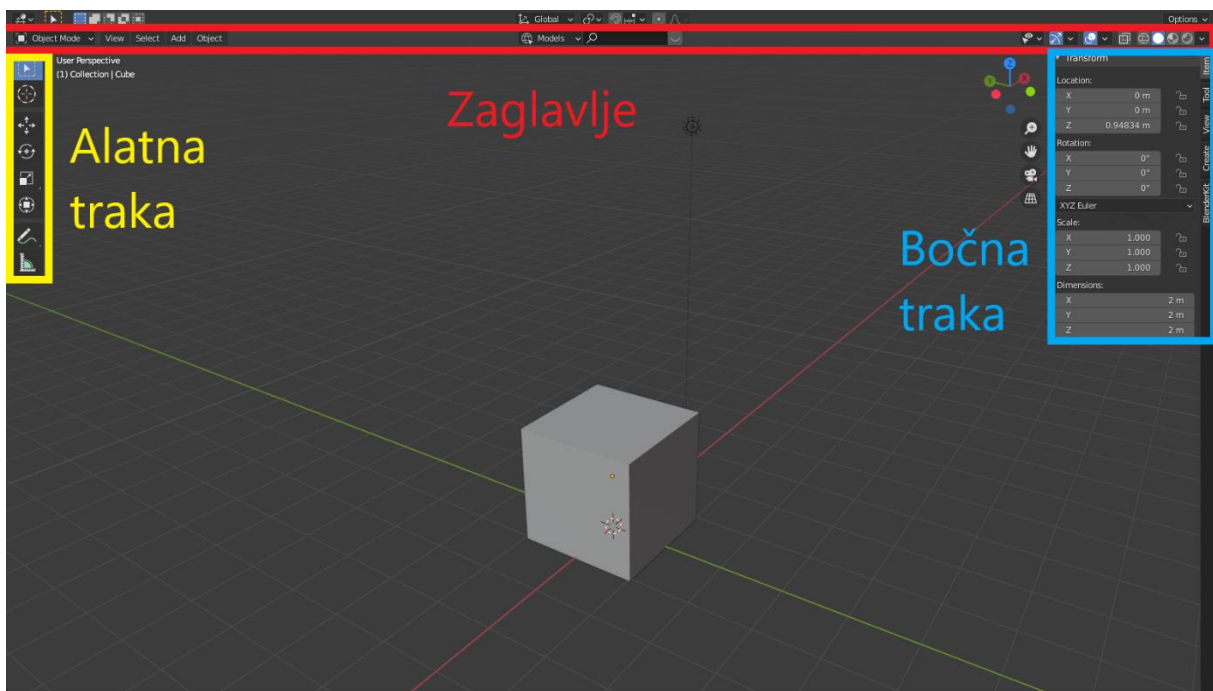 Global
Options
Object Mode View Select Add Object
Models
User Perspective
(1) Collection | Cube
Zaglavlje
Alatna
traka
Bočna
traka
Z
Y
X
Transform
Location:
X 0 m
Y 0 m
Z 0.94834 m
Rotation:
X 0°
Y 0°
Z 0°
XYZ Euler
Scale:
X 1.000
Y 1.000
Z 1.000
Dimensions:
X 2 m
Y 2 m
Z 2 m
Item
Tool
View
Create
BlenderKit